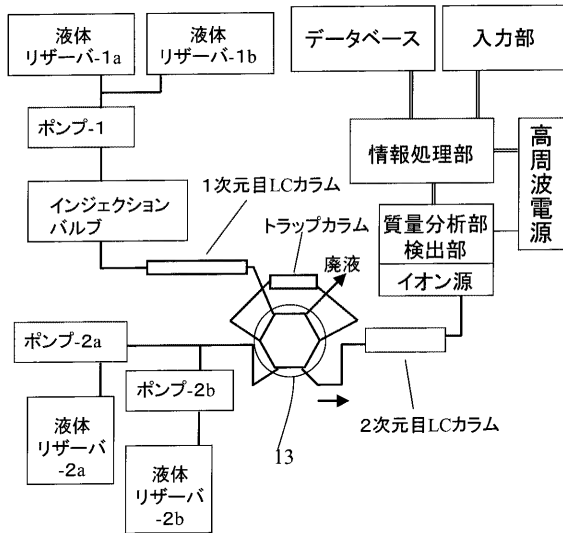 液体
リザーバ-1a
液体
リザーバ-1b
データベース
入力部
ポンプ-1
情報処理部
高周波電源
インジェクション
バルブ
1次元目LCカラム
トラップカラム
質量分析部
検出部
イオン源
廃液
ポンプ-2a
ポンプ-2b
2次元目LCカラム
13
液体
リザーバ
-2a
液体
リザーバ
-2b